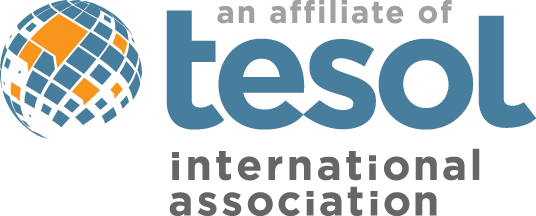 an affiliate of
tesol
international
association